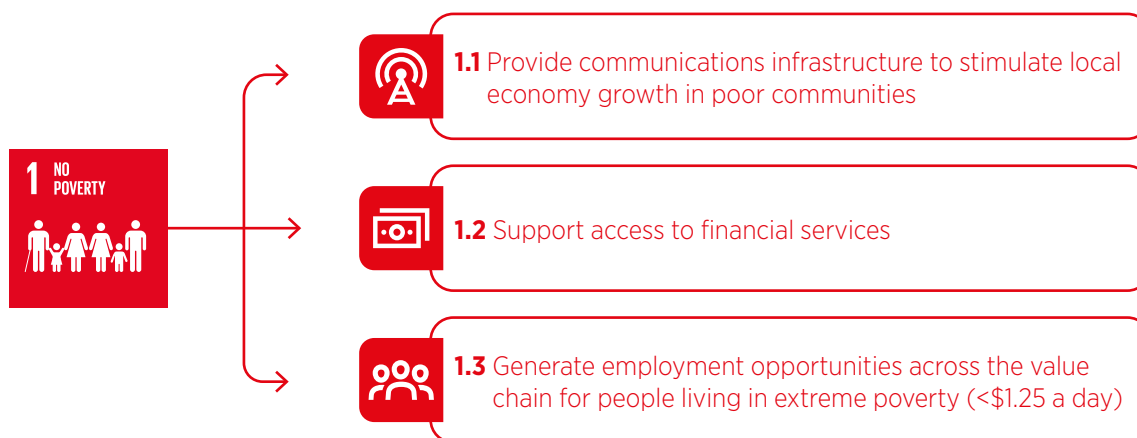 1.1 Provide communications infrastructure to stimulate local
economy growth in poor communities
1 NO
POVERTY
1.2 Support access to financial services
1.3 Generate employment opportunities across the value
chain for people living in extreme poverty (<$1.25 a day)